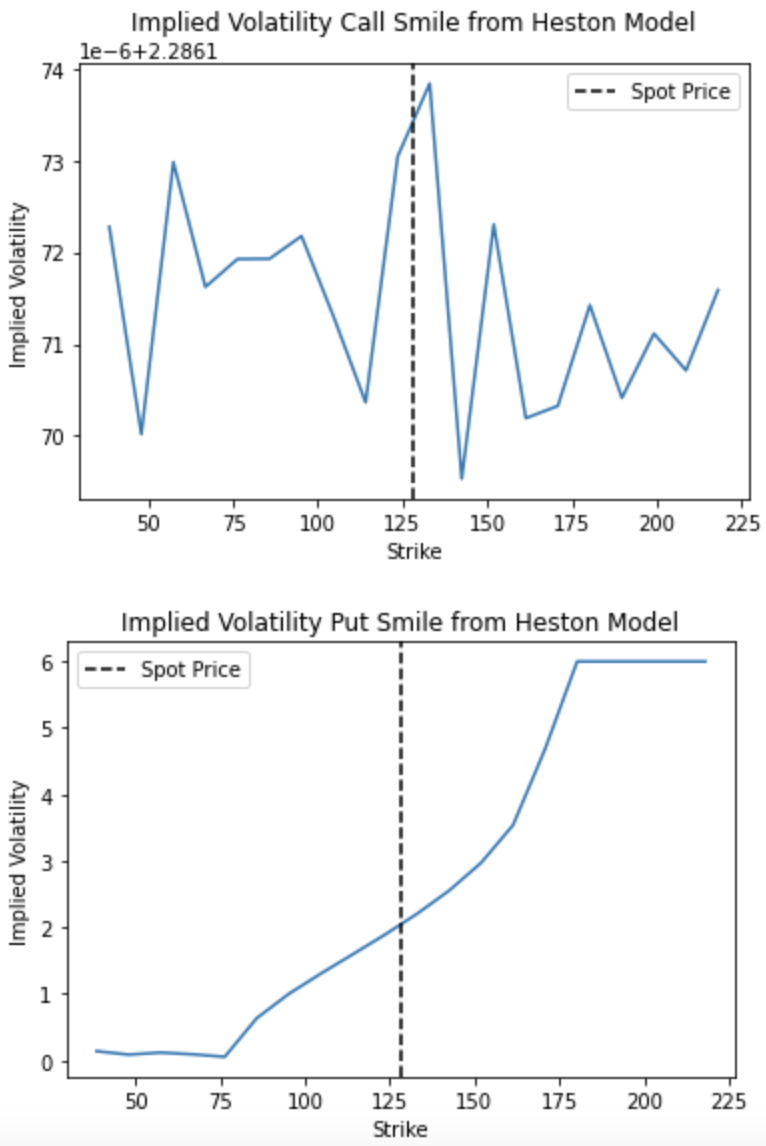 Implied Volatility Call Smile from Heston Model
1e−6+2.2861
74
73
72
71
70
Implied Volatility
Spot Price
50 75 100 125 150 175 200 225
Strike
Implied Volatility Put Smile from Heston Model
6
5
4
3
2
1
0
Implied Volatility
Spot Price
50 75 100 125 150 175 200 225
Strike